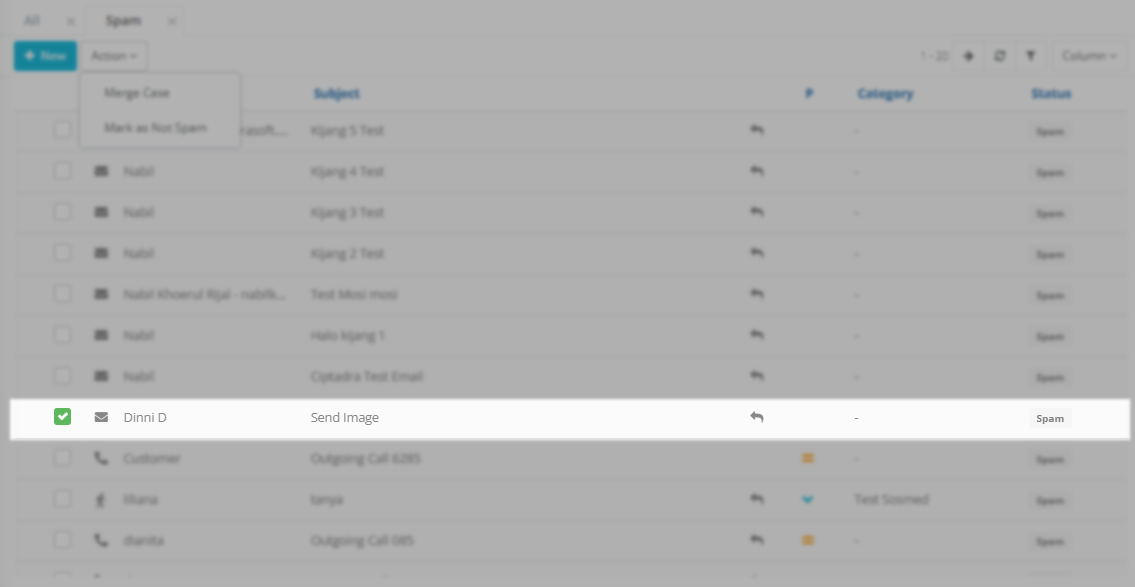 All × Spam ×
+ New Action 1 - 20 Column
Merge Case
Mark as Not Spam
Subject P Category Status
rasoft.... Kijang 5 Test - Spam
Nabil Kijang 4 Test - Spam
Nabil Kijang 3 Test - Spam
Nabil Kijang 2 Test - Spam
Nabil Khoerul Rijal - nabilk... Test Mosi mosi - Spam
Nabil Halo kijang 1 - Spam
Nabil Ciptadra Test Email - Spam
Dinni D Send Image - Spam
Customer Outgoing Call 6285 - Spam
liliana tanya Test Sosmed Spam
dianita Outgoing Call 085 - Spam